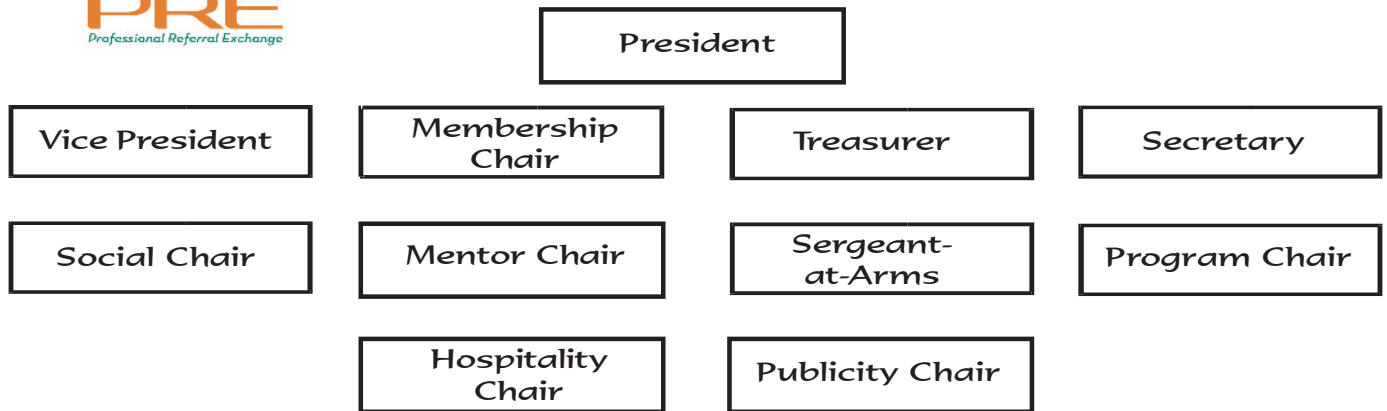 PRE
Professional Referral Exchange
President
Vice President
Membership
Chair
Treasurer
Secretary
Social Chair
Mentor Chair
Sergeant-
at-Arms
Program Chair
Hospitality
Chair
Publicity Chair